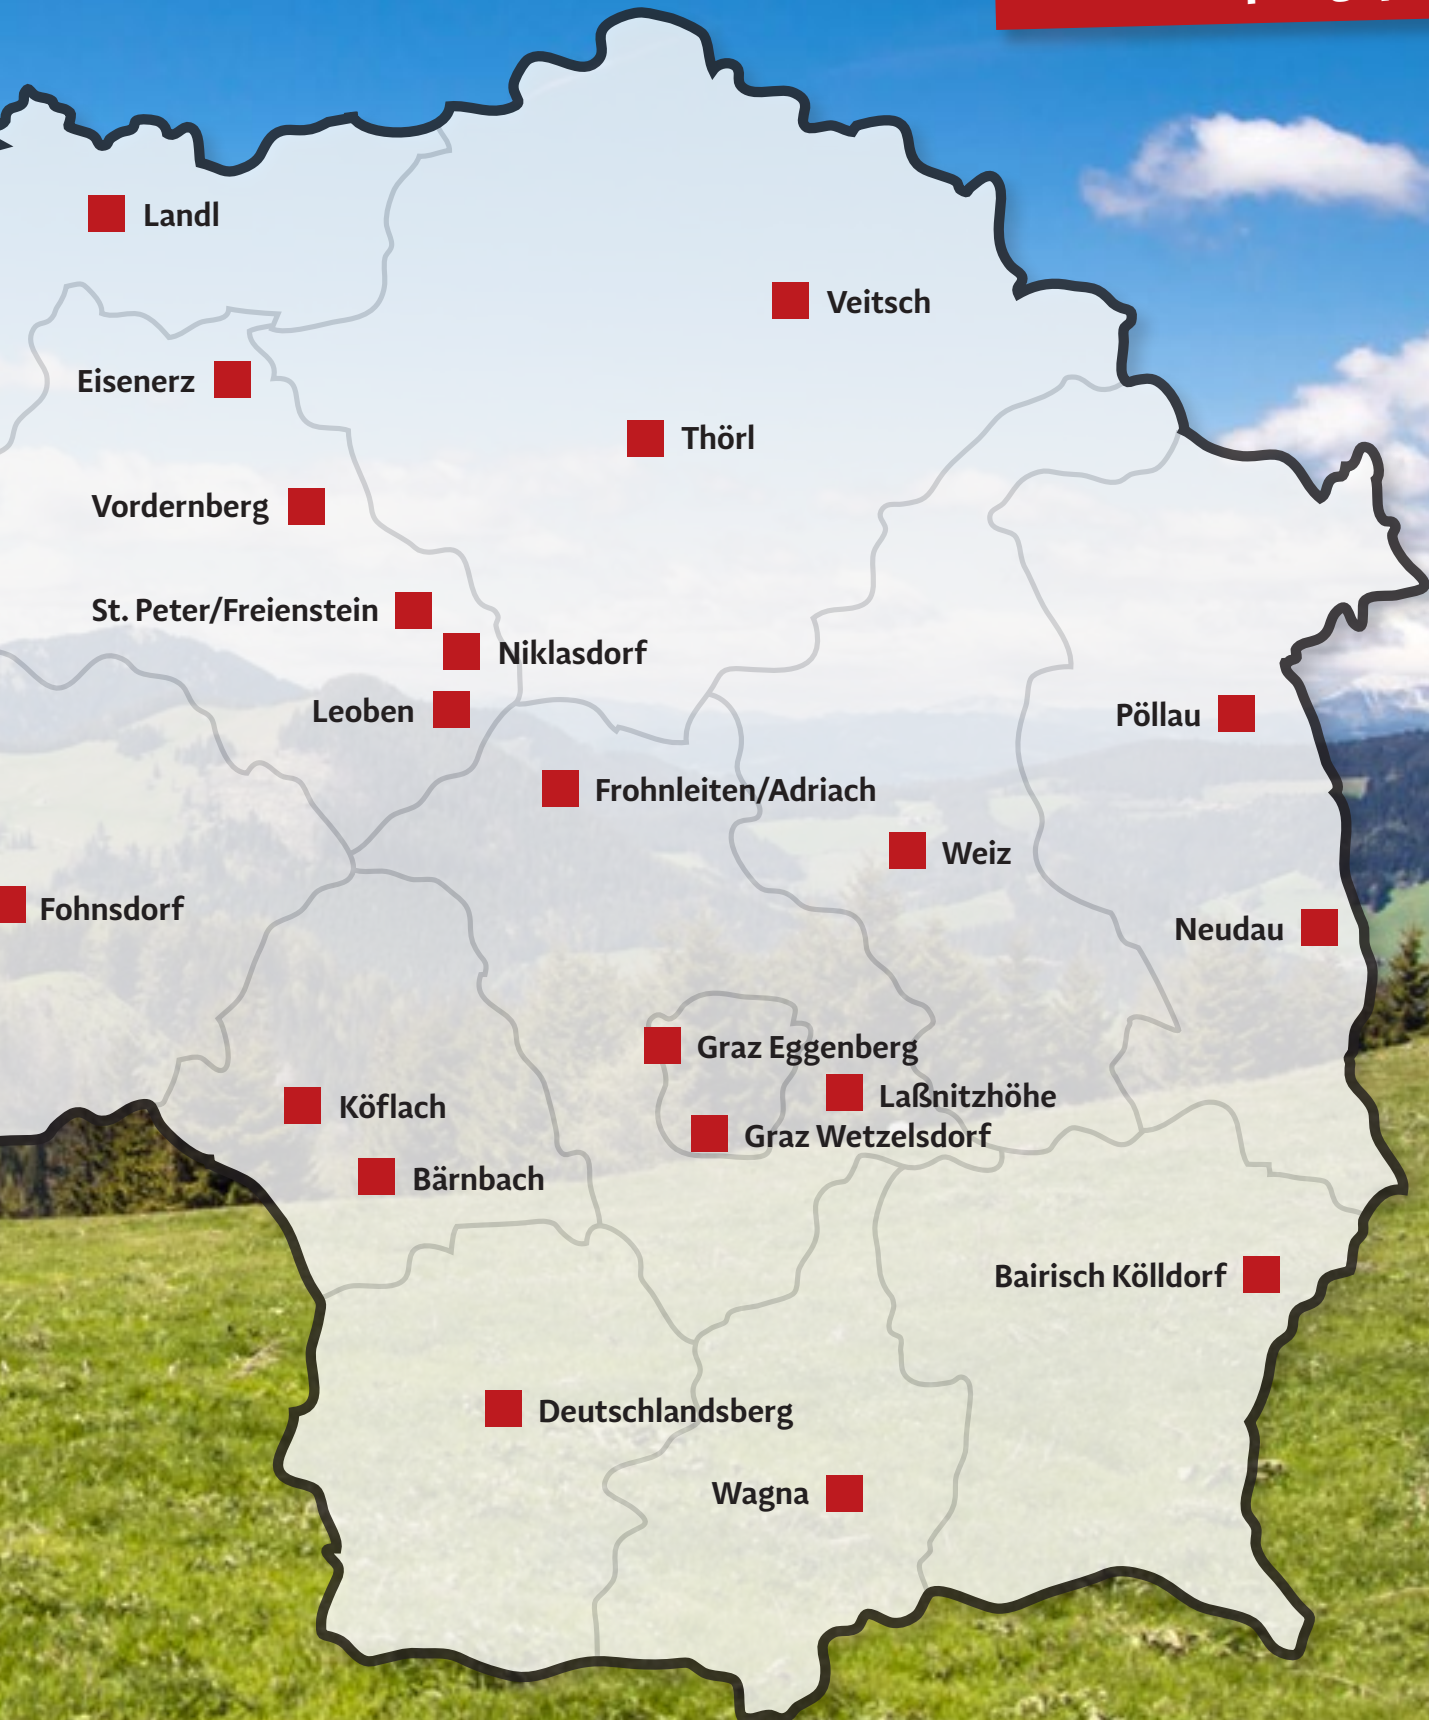 Landl
Veitsch
Eisenerz
Thörl
Vordernberg
St. Peter/Freienstein
Niklasdorf
Leoben
Pöllau
Frohnleiten/Adriach
Weiz
Fohnsdorf
Neudau
Graz Eggenberg
Laßnitzhöhe
Köflach
Graz Wetzelsdorf
Bärnbach
Bairisch Kölldorf
Deutschlandsberg
Wagna